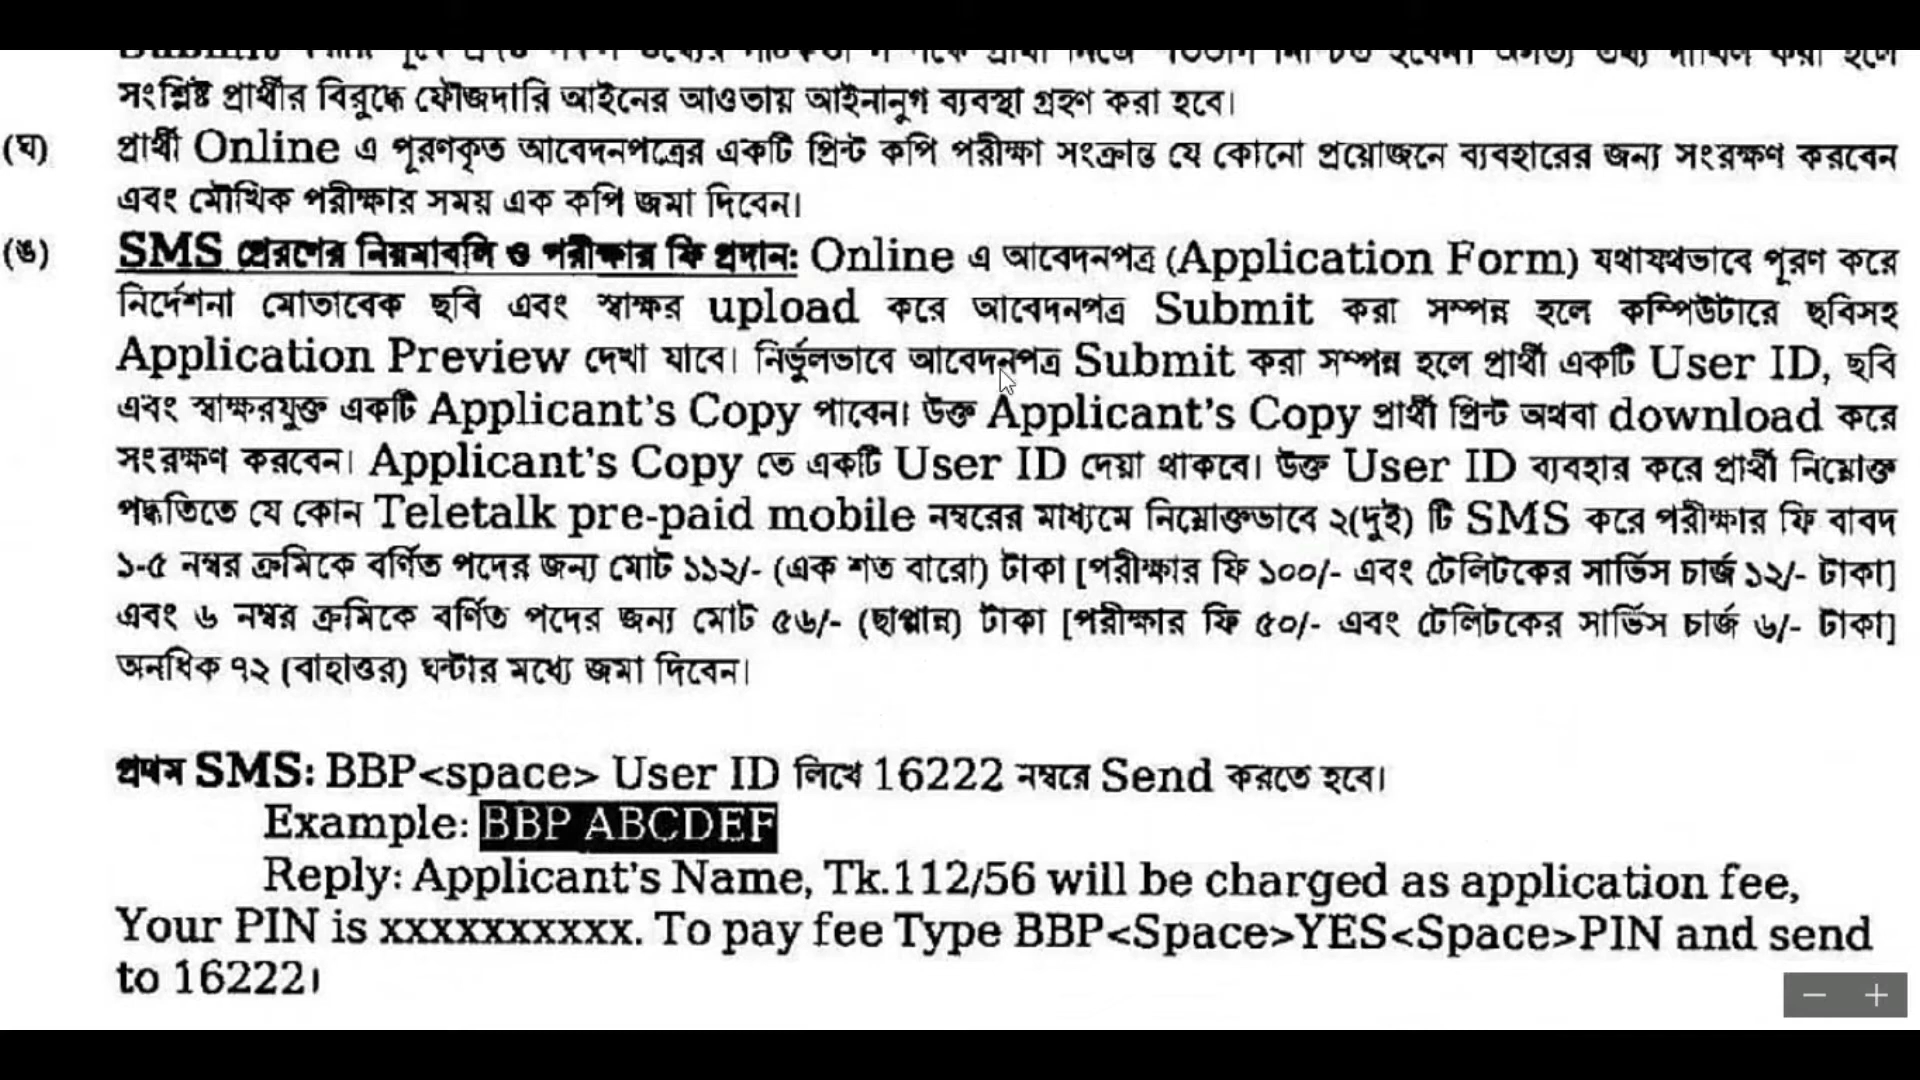 সংশ্লিষ্ট প্রার্থীর বিরুদ্ধে ফৌজদারি আইনের আওতায় আইনানুগ ব্যবস্থা গ্রহণ করা হবে।
(ঘ) প্রার্থী Online এ পূরণকৃত আবেদনপত্রের একটি প্রিন্ট কপি পরীক্ষা সংক্রান্ত যে কোনো প্রয়োজনে ব্যবহারের জন্য সংরক্ষণ করবেন
এবং মৌখিক পরীক্ষার সময় এক কপি জমা দিবেন।
(ঙ) SMS প্রেরণের নিয়মাবলি ও পরীক্ষার ফি প্রদান: Online এ আবেদনপত্র (Application Form) যথাযথভাবে পূরণ করে
নির্দেশনা মোতাবেক ছবি এবং স্বাক্ষর upload করে আবেদনপত্র Submit করা সম্পন্ন হলে কম্পিউটারে ছবিসহ
Application Preview দেখা যাবে। নির্ভুলভাবে আবেদনপত্র Submit করা সম্পন্ন হলে প্রার্থী একটি User ID, ছবি
এবং স্বাক্ষরযুক্ত একটি Applicant's Copy পাবেন। উক্ত Applicant's Copy প্রার্থী প্রিন্ট অথবা download করে
সংরক্ষণ করবেন। Applicant's Copy তে একটি User ID দেয়া থাকবে। উক্ত User ID ব্যবহার করে প্রার্থী নিম্নোক্ত
পদ্ধতিতে যে কোন Teletalk pre-paid mobile নম্বরের মাধ্যমে নিম্নোক্তভাবে ২(দুই) টি SMS করে পরীক্ষার ফি বাবদ
১-৫ নম্বর ক্রমিকে বর্ণিত পদের জন্য মোট ১১২/- (এক শত বারো) টাকা [পরীক্ষার ফি ১০০/- এবং টেলিটকের সার্ভিস চার্জ ১২/- টাকা]
এবং ৬ নম্বর ক্রমিকে বর্ণিত পদের জন্য মোট ৫৬/- (ছাপ্পান্ন) টাকা [পরীক্ষার ফি ৫০/- এবং টেলিটকের সার্ভিস চার্জ ৬/- টাকা]
অনধিক ৭২ (বাহাত্তর) ঘন্টার মধ্যে জমা দিবেন।
প্রথম SMS: BBP<space> User ID লিখে 16222 নম্বরে Send করতে হবে।
Example: BBP ABCDEF
Reply: Applicant's Name, Tk.112/56 will be charged as application fee,
Your PIN is xxxxxxxxxx. To pay fee Type BBP<Space>YES<Space>PIN and send
to 16222।